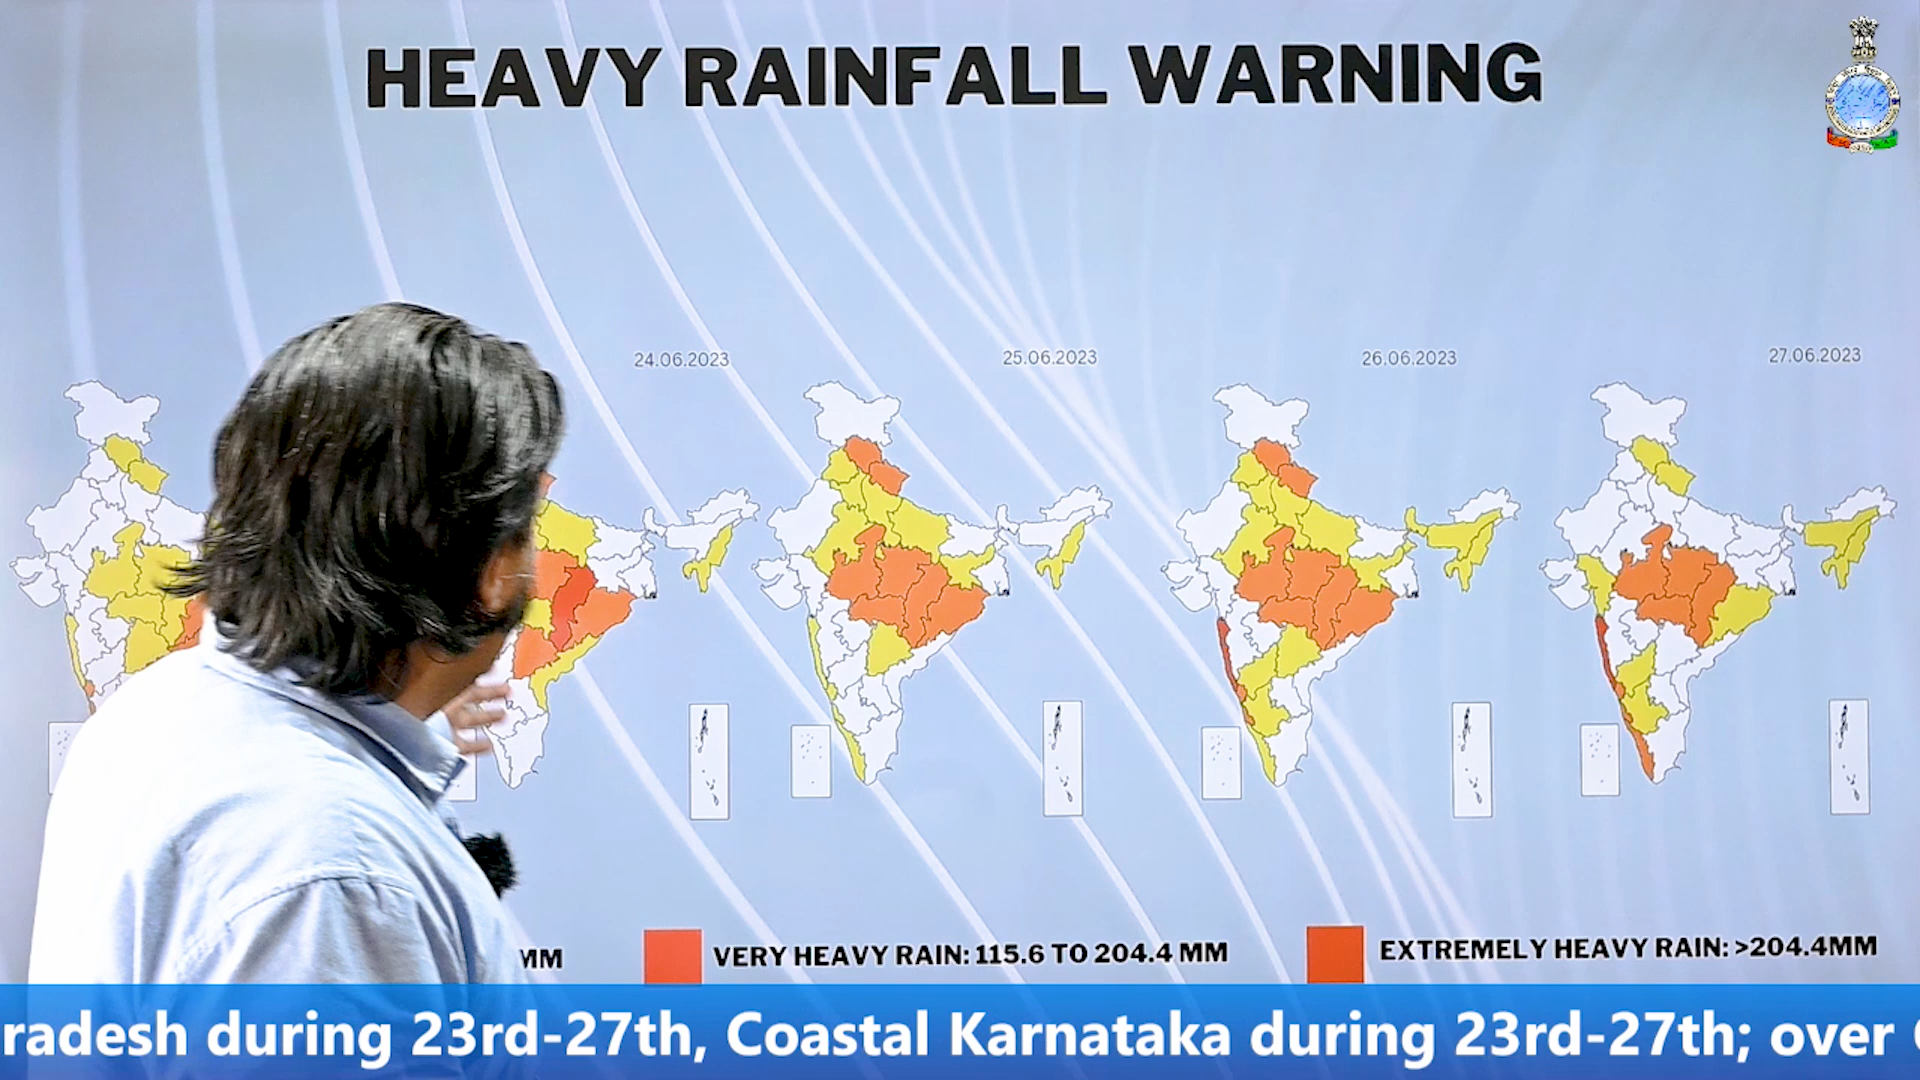 HEAVY RAINFALL WARNING
24.06.2023
25.06.2023
26.06.2023
27.06.2023
MM
VERY HEAVY RAIN: 115.6 TO 204.4 MM
EXTREMELY HEAVY RAIN: >204.4MM
radesh during 23rd-27th, Coastal Karnataka during 23rd-27th; over